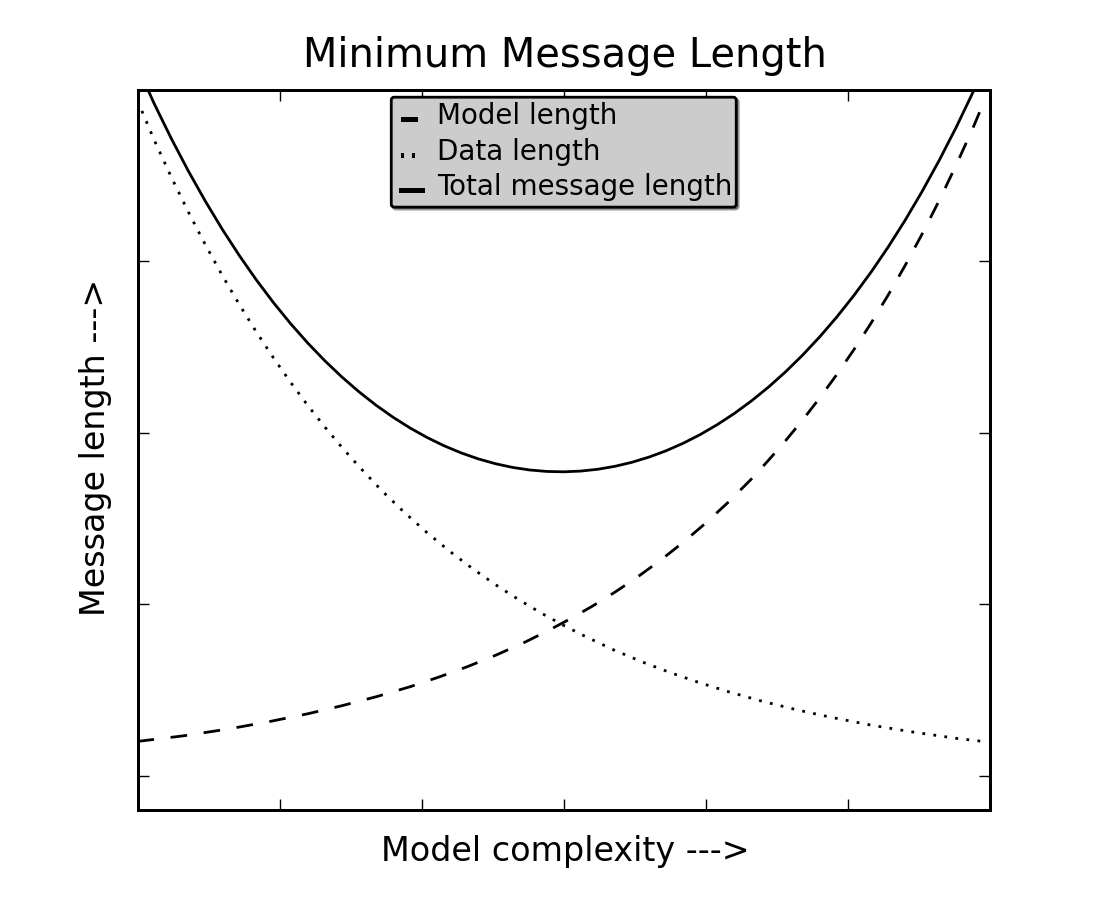 Minimum Message Length
Model length
Data length
Total message length
Message length --->
Model complexity --->